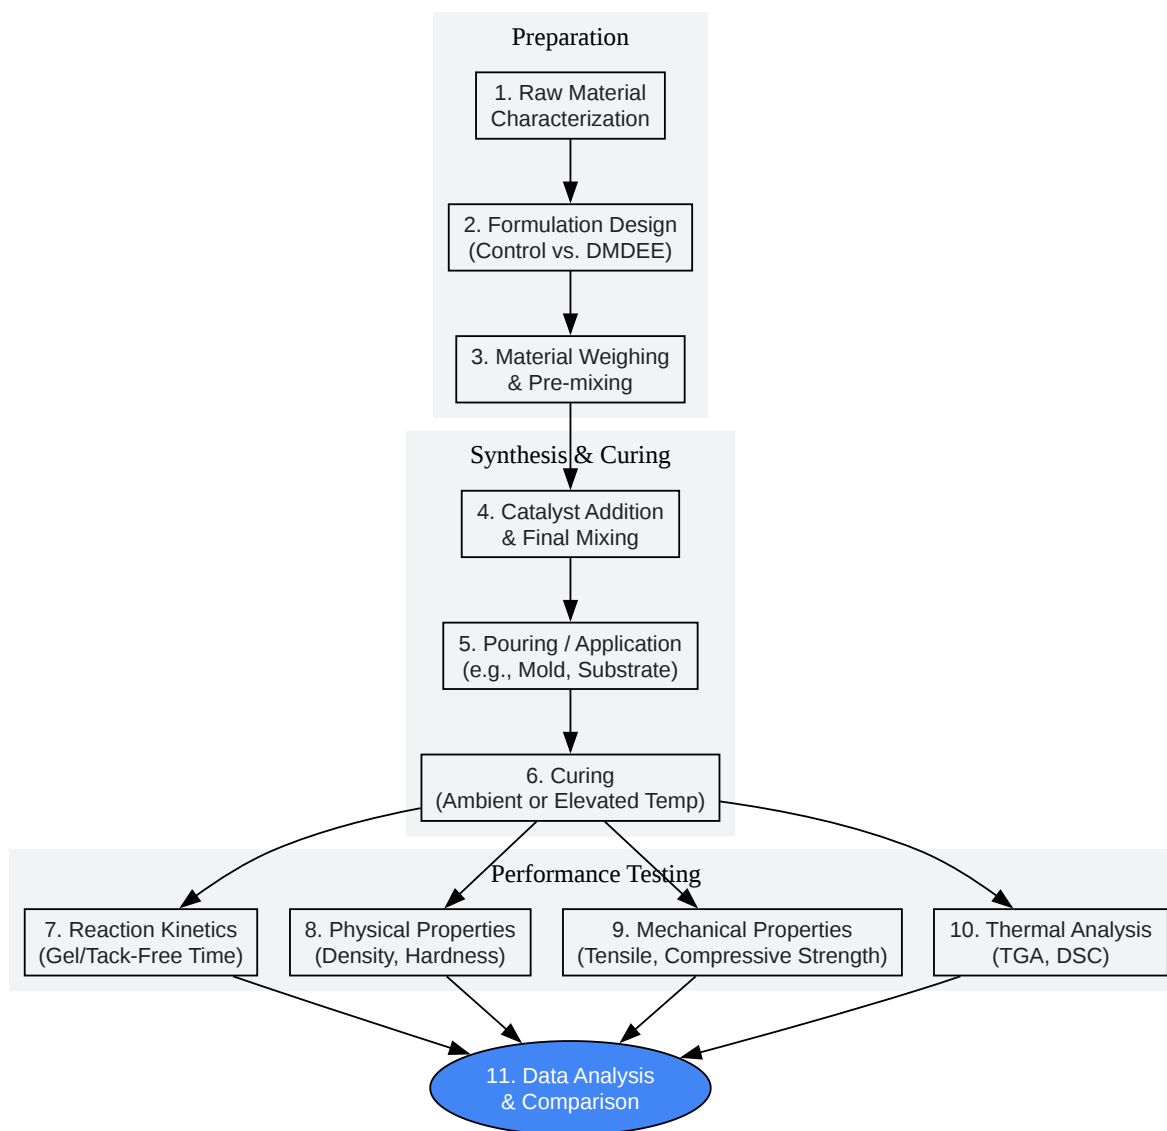 Preparation
1. Raw Material
Characterization
2. Formulation Design
(Control vs. DMDEE)
3. Material Weighing
& Pre-mixing
Synthesis & Curing
4. Catalyst Addition
& Final Mixing
5. Pouring / Application
(e.g., Mold, Substrate)
6. Curing
(Ambient or Elevated Temp)
Performance Testing
7. Reaction Kinetics
(Gel/Tack-Free Time)
8. Physical Properties
(Density, Hardness)
9. Mechanical Properties
(Tensile, Compressive Strength)
10. Thermal Analysis
(TGA, DSC)
11. Data Analysis
& Comparison